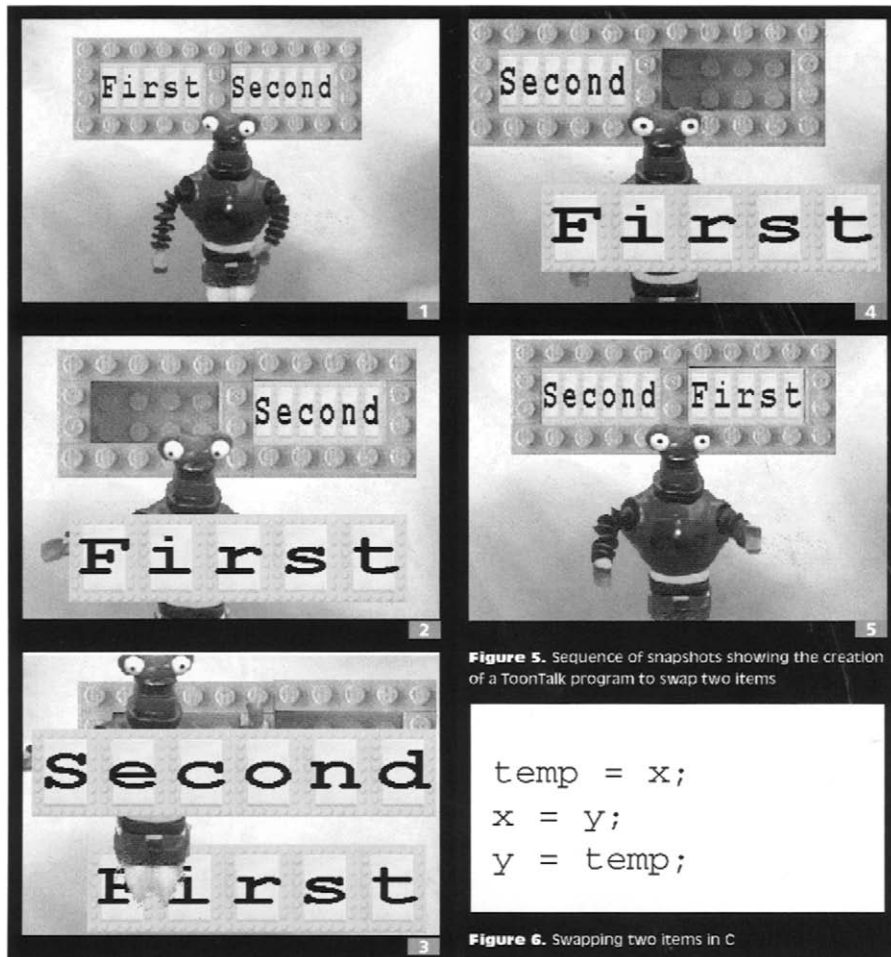 First Second
1
Second
First
4
Second
First
2
Second First
5
Figure 5. Sequence of snapshots showing the creation
of a ToonTalk program to swap two items
Second
First
3
temp = x;
x = y;
y = temp;
Figure 6. Swapping two items in C